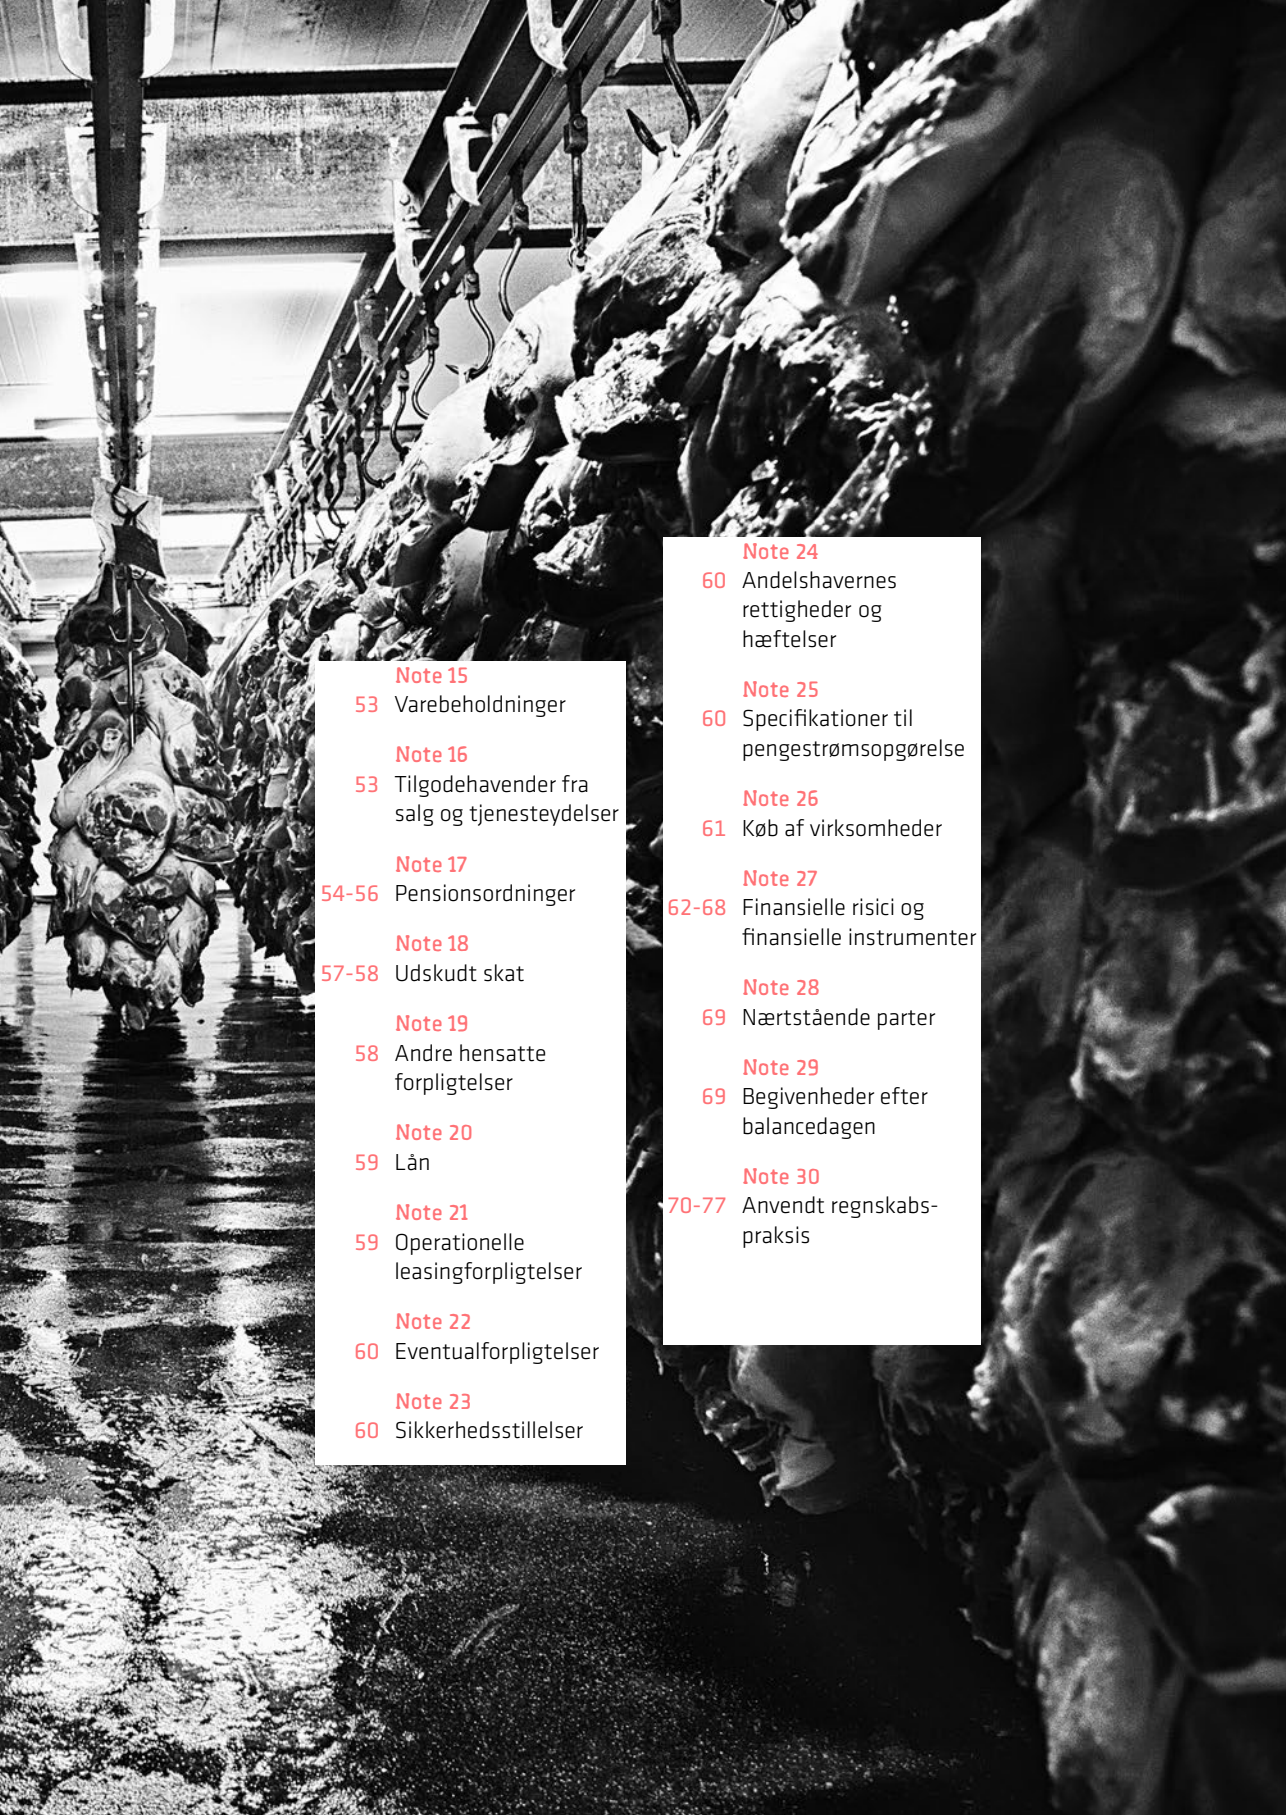 Note 15
53 Varebeholdninger
Note 16
53 Tilgodehavender fra
salg og tjenesteydelser
Note 17
54-56 Pensionsordninger
Note 18
57-58 Udskudt skat
Note 19
58 Andre hensatte
forpligtelser
Note 20
59 Lån
Note 21
59 Operationelle
leasingforpligtelser
Note 22
60 Eventualforpligtelser
Note 23
60 Sikkerhedsstillelser
Note 24
60 Andelshavernes
rettigheder og
hæftelser
Note 25
60 Specifikationer til
pengestrømsopgørelse
Note 26
61 Køb af virksomheder
Note 27
62-68 Finansielle risici og
finansielle instrumenter
Note 28
69 Nærtstående parter
Note 29
69 Begivenheder efter
balancedagen
Note 30
70-77 Anvendt regnskabs-
praksis